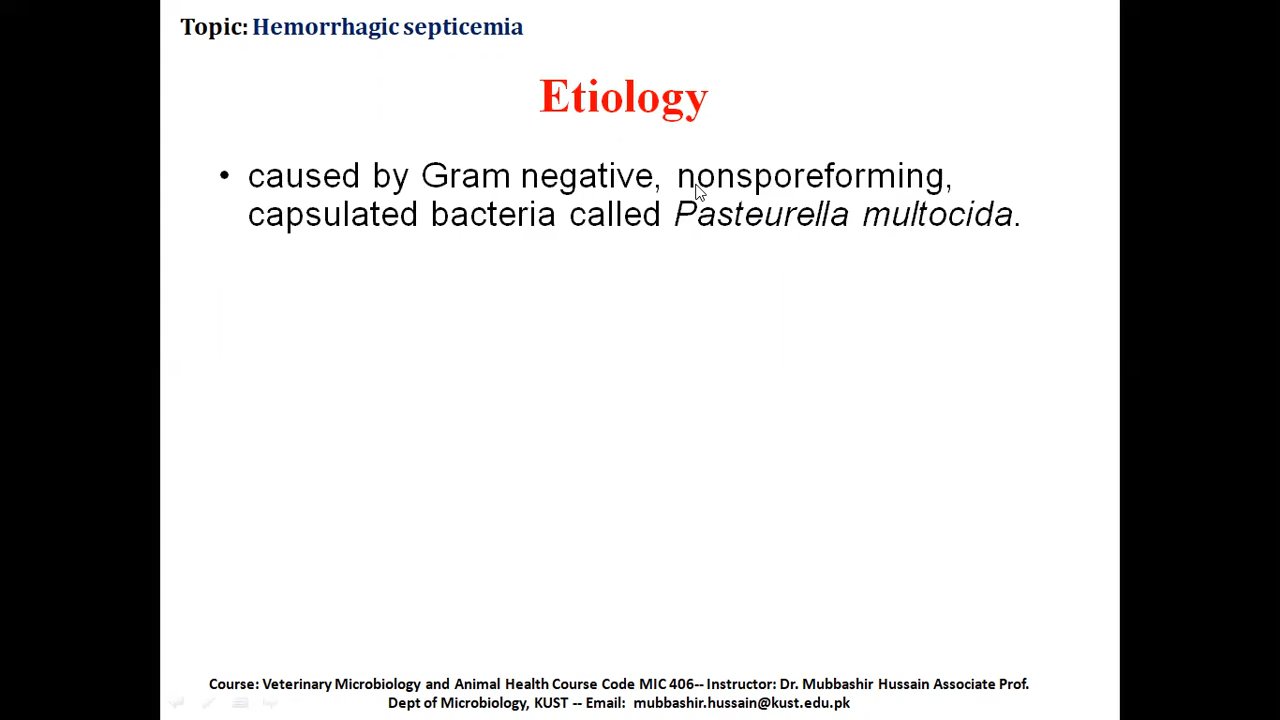 Topic: Hemorrhagic septicemia
Etiology
• caused by Gram negative, nonsporeforming,
capsulated bacteria called Pasteurella multocida.
Course: Veterinary Microbiology and Animal Health Course Code MIC 406-- Instructor: Dr. Mubbashir Hussain Associate Prof.
Dept of Microbiology, KUST -- Email: mubbashir.hussain@kust.edu.pk